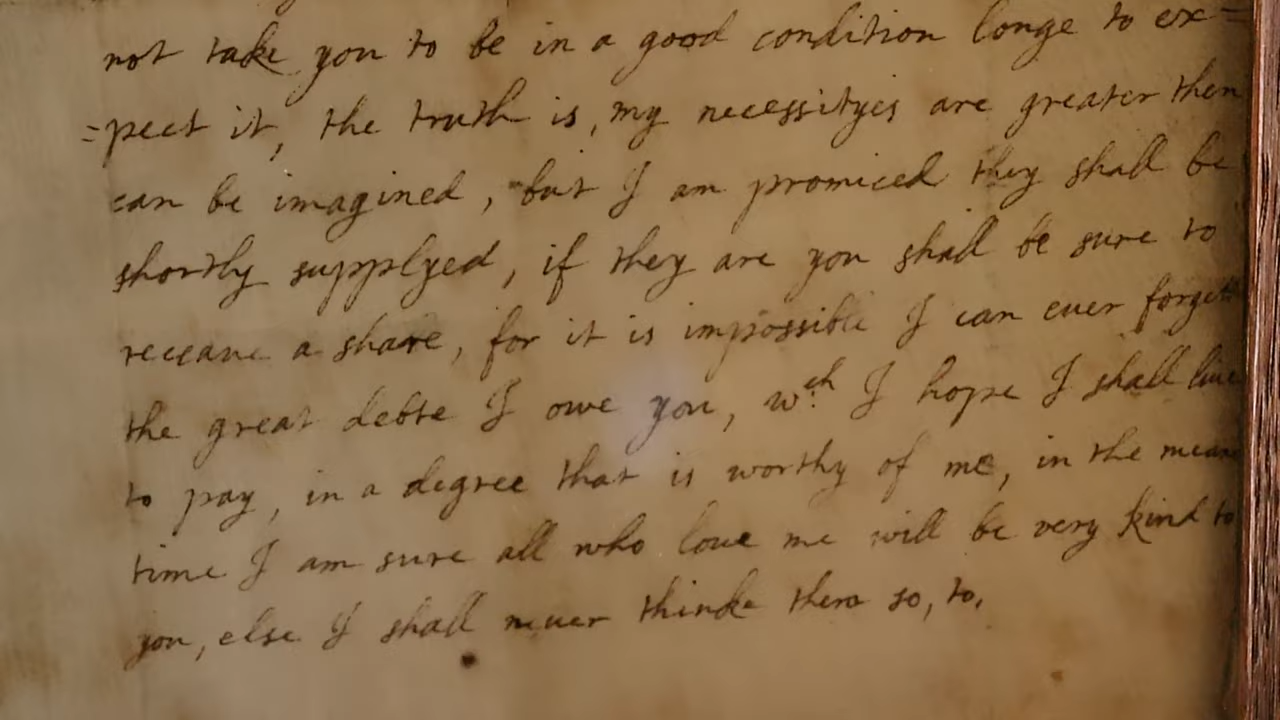 not take you to be in a good condition longe to ex=
=pect it, the truth is, my necessityes are greater then
can be imagined, but I am promiced they shall be
shortly supplyed, if they are you shall be sure to
receave a share, for it is impossible I can ever forgett
the great debte I owe you, wch I hope I shall live
to pay, in a degree that is worthy of me, in the meane
time I am sure all who love me will be very kind to
you, else I shall never thinke them so, to.